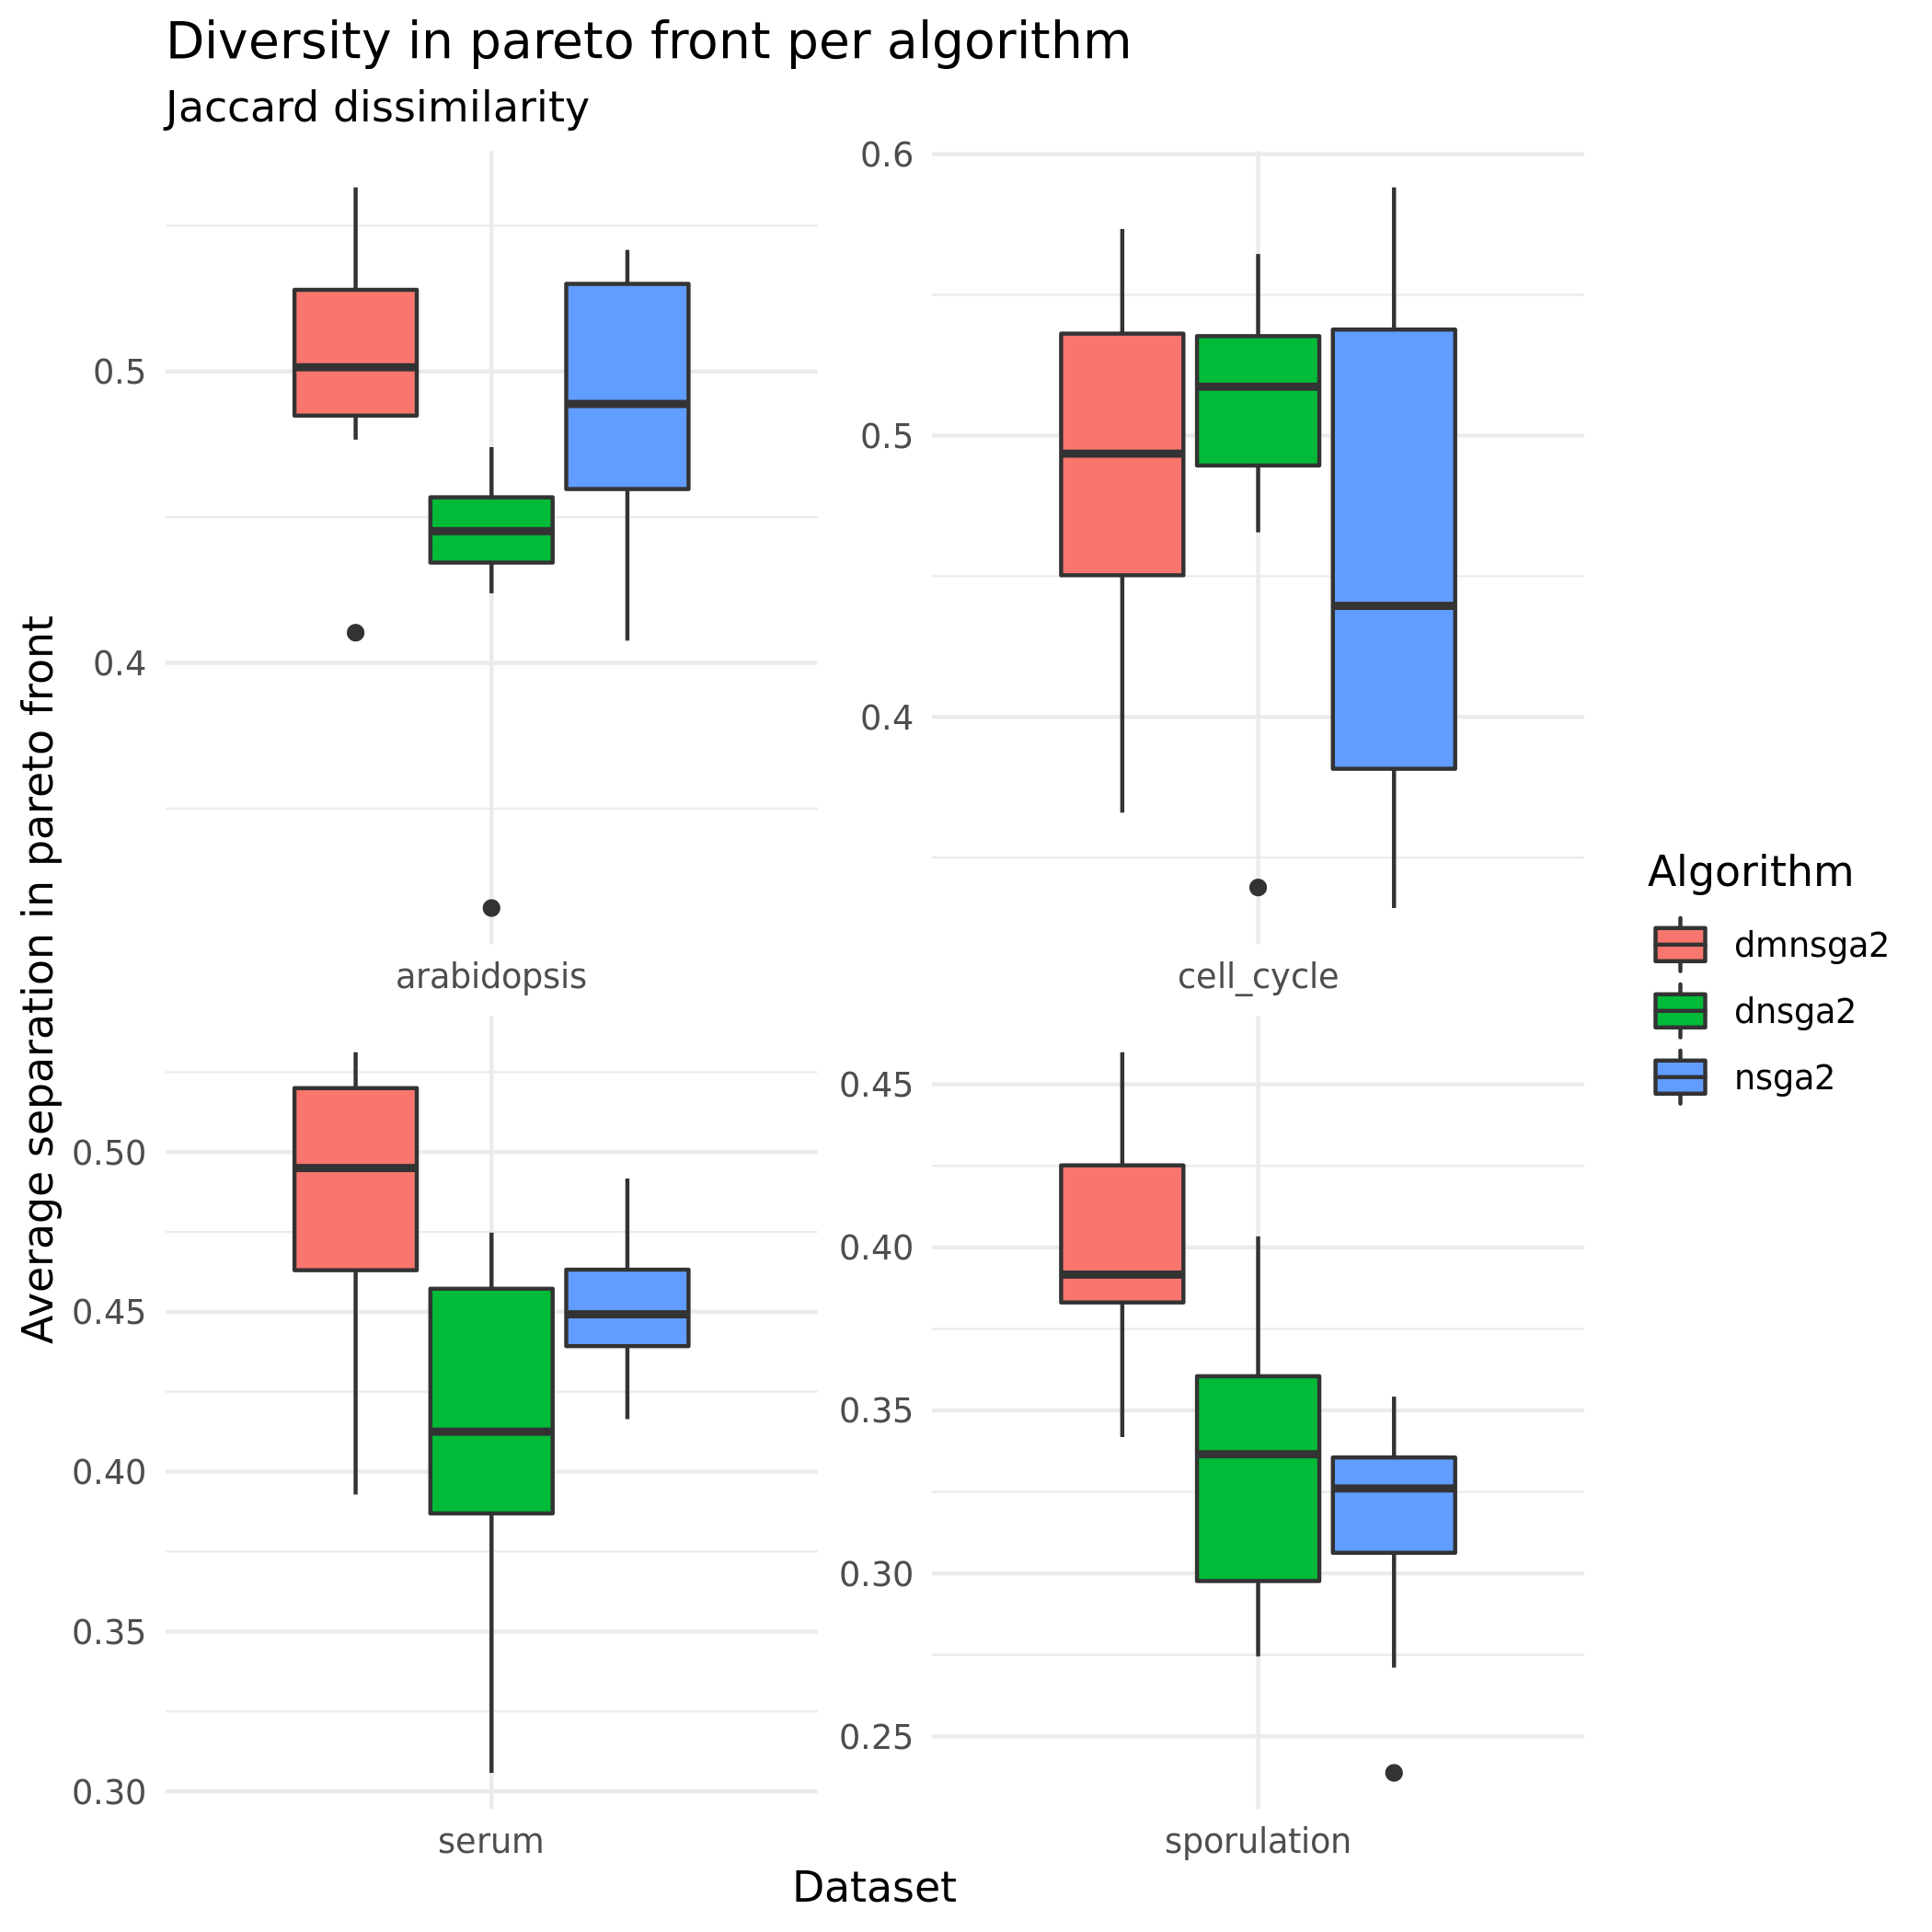 Diversity in pareto front per algorithm
Jaccard dissimilarity
Average separation in pareto front
0.5
0.4
arabidopsis
0.6
0.5
0.4
cell_cycle
0.50
0.45
0.40
0.35
0.30
serum
0.45
0.40
0.35
0.30
0.25
sporulation
Dataset
Algorithm
dmnsga2
dnsga2
nsga2